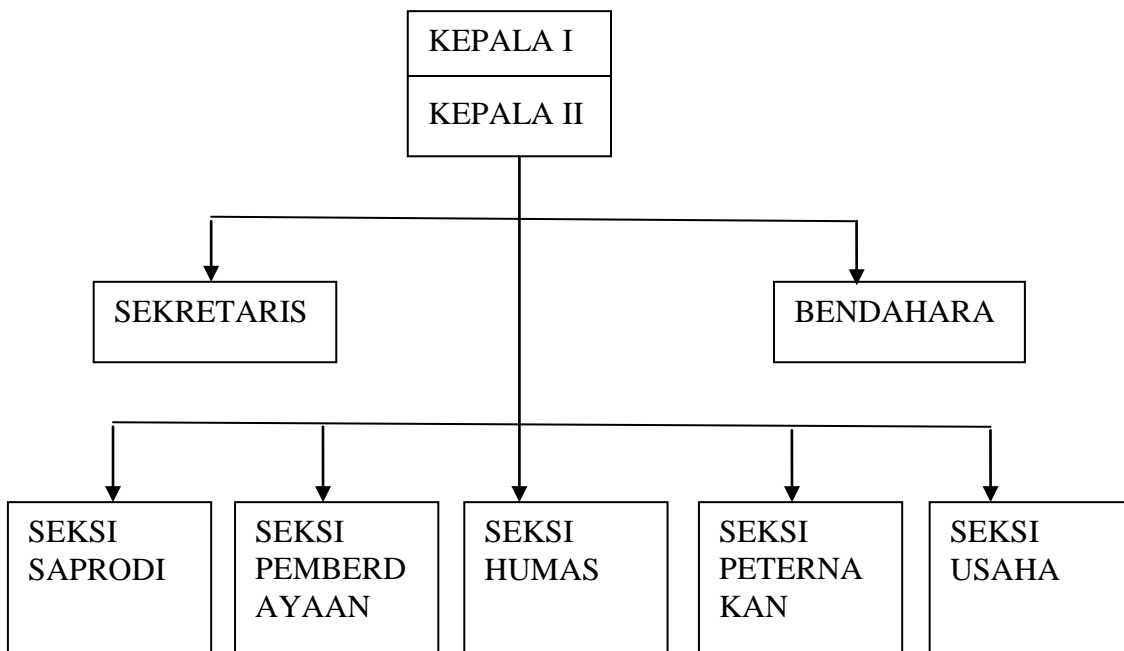 KEPALA I
KEPALA II
SEKRETARIS
BENDAHARA
SEKSI
SAPRODI
SEKSI
PEMBERD
AYAAN
SEKSI
HUMAS
SEKSI
PETERNA
KAN
SEKSI
USAHA